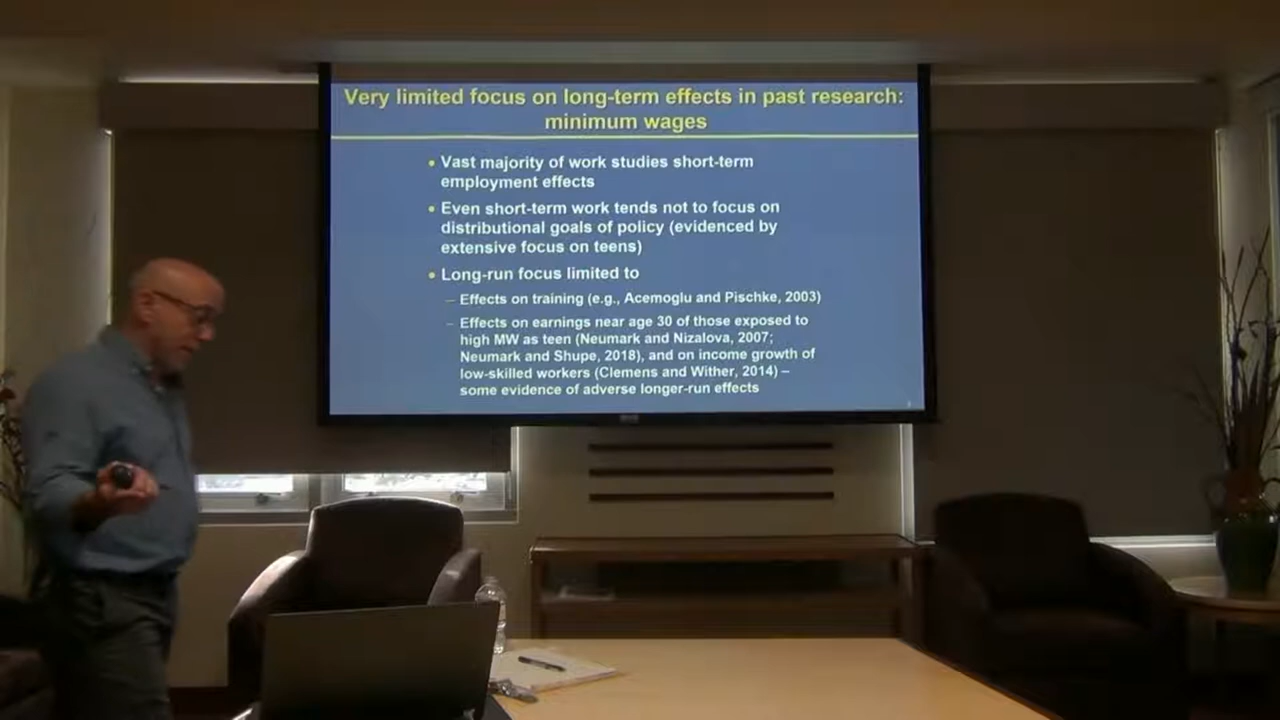 Very limited focus on long-term effects in past research:
minimum wages
• Vast majority of work studies short-term
employment effects
• Even short-term work tends not to focus on
distributional goals of policy (evidenced by
extensive focus on teens)
• Long-run focus limited to
– Effects on training (e.g., Acemoglu and Pischke, 2003)
– Effects on earnings near age 30 of those exposed to
high MW as teen (Neumark and Nizalova, 2007;
Neumark and Shupe, 2018), and on income growth of
low-skilled workers (Clemens and Wither, 2014) –
some evidence of adverse longer-run effects